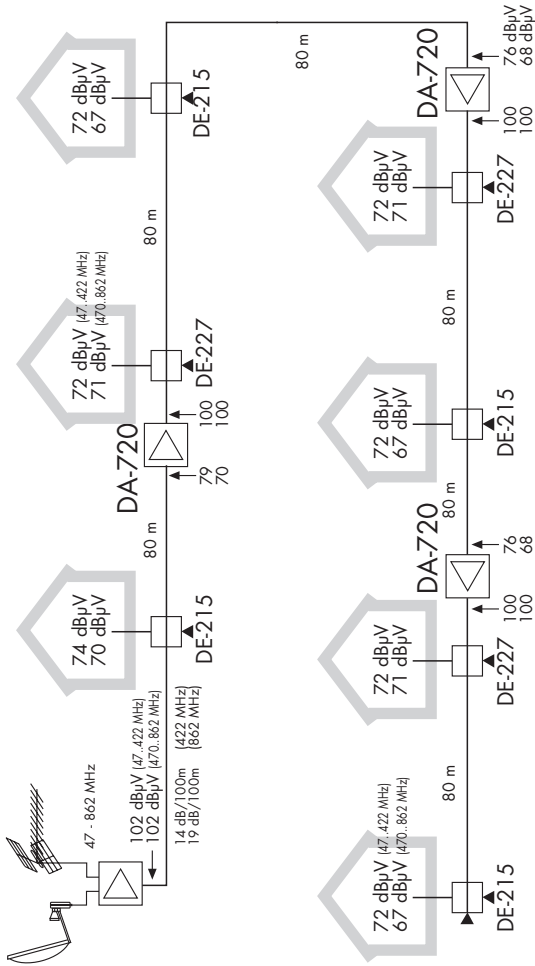 47 - 862 MHz
102 dBµV (47..422 MHz)
102 dBµV (470..862 MHz)
14 dB/100m (422 MHz)
19 dB/100m (862 MHz)
74 dBµV
70 dBµV
DE-215
80 m
DA-720
79
70
100
100
72 dBµV (47..422 MHz)
71 dBµV (470..862 MHz)
DE-227
80 m
72 dBµV
67 dBµV
DE-215
80 m
76 dBµV
68 dBµV
DA-720
100
100
72 dBµV
71 dBµV
DE-227
80 m
72 dBµV
67 dBµV
DE-215
80 m
DA-720
76
68
100
100
72 dBµV
71 dBµV
DE-227
80 m
72 dBµV (47..422 MHz)
67 dBµV (470..862 MHz)
DE-215